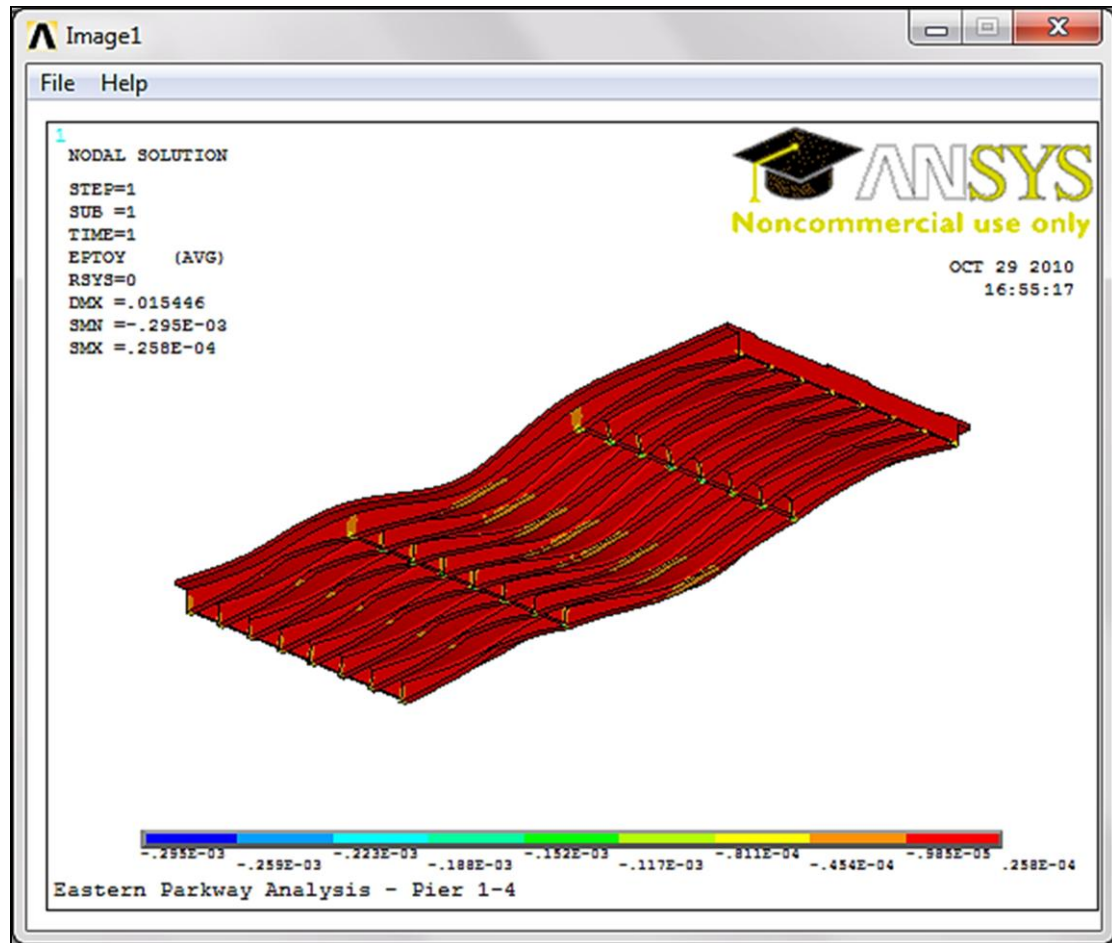 Image1
File Help
1
NODAL SOLUTION
STEP=1
SUB =1
TIME=1
EPTOY (AVG)
RSYS=0
DMX =.015446
SMN =-.295E-03
SMX =.258E-04
ANSYS
Noncommercial use only
OCT 29 2010
16:55:17
-.295E-03 -.223E-03 -.152E-03 -.811E-04 -.985E-05
-.259E-03 -.188E-03 -.117E-03 -.454E-04 .258E-04
Eastern Parkway Analysis - Pier 1-4